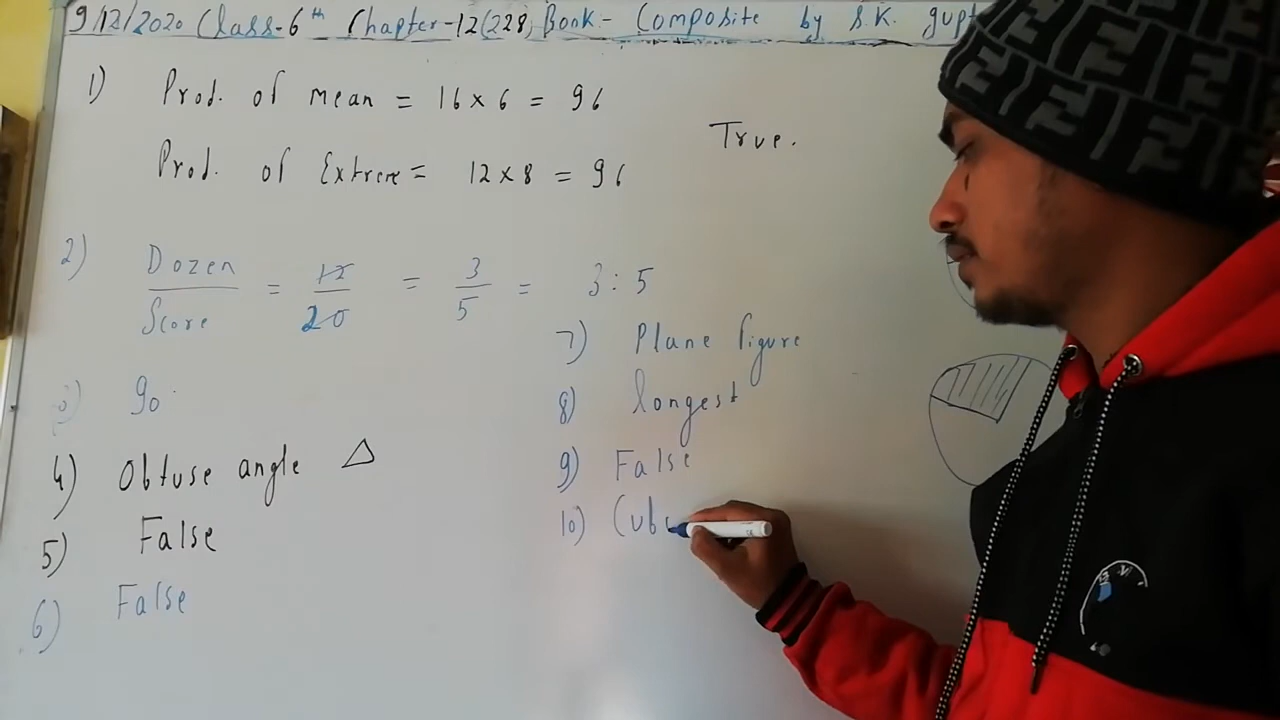 9/12/2020 Class-6th Chapter-12(228) Book- Composite by S.K. gupt
1) Prod. of mean = 16 × 6 = 96
True.
Prod. of Extreme = 12 × 8 = 96
2) Dozen/Score = 12/20 = 3/5 = 3:5
3) 90
4) Obtuse angle △
5) False
6) False
7) Plane figure
8) longest
9) False
10) Cub